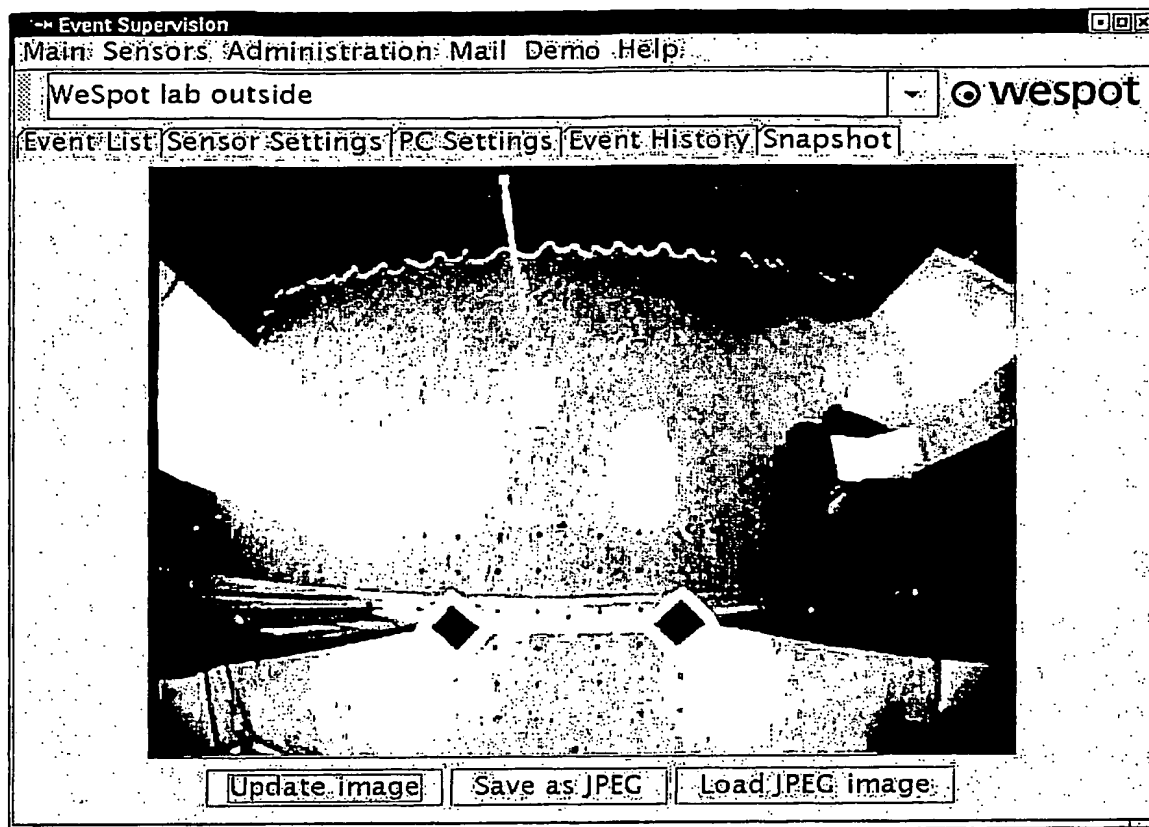 Event Supervision
Main Sensors Administration Mail Demo Help
WeSpot lab outside
wespot
Event List Sensor Settings PC Settings Event History Snapshot
Update image Save as JPEG Load JPEG image